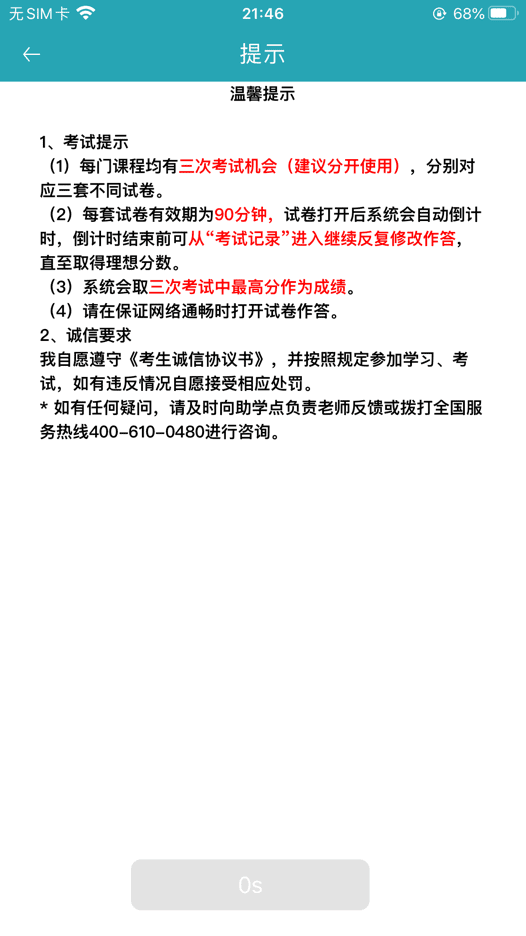 无SIM卡 21:46 68%
提示
温馨提示
1、考试提示
（1）每门课程均有三次考试机会（建议分开使用），分别对
应三套不同试卷。
（2）每套试卷有效期为90分钟，试卷打开后系统会自动倒计
时，倒计时结束前可从“考试记录”进入继续反复修改作答，
直至取得理想分数。
（3）系统会取三次考试中最高分作为成绩。
（4）请在保证网络通畅时打开试卷作答。
2、诚信要求
我自愿遵守《考生诚信协议书》，并按照规定参加学习、考
试，如有违反情况自愿接受相应处罚。
* 如有任何疑问，请及时向助学点负责老师反馈或拨打全国服
务热线400-610-0480进行咨询。
0s